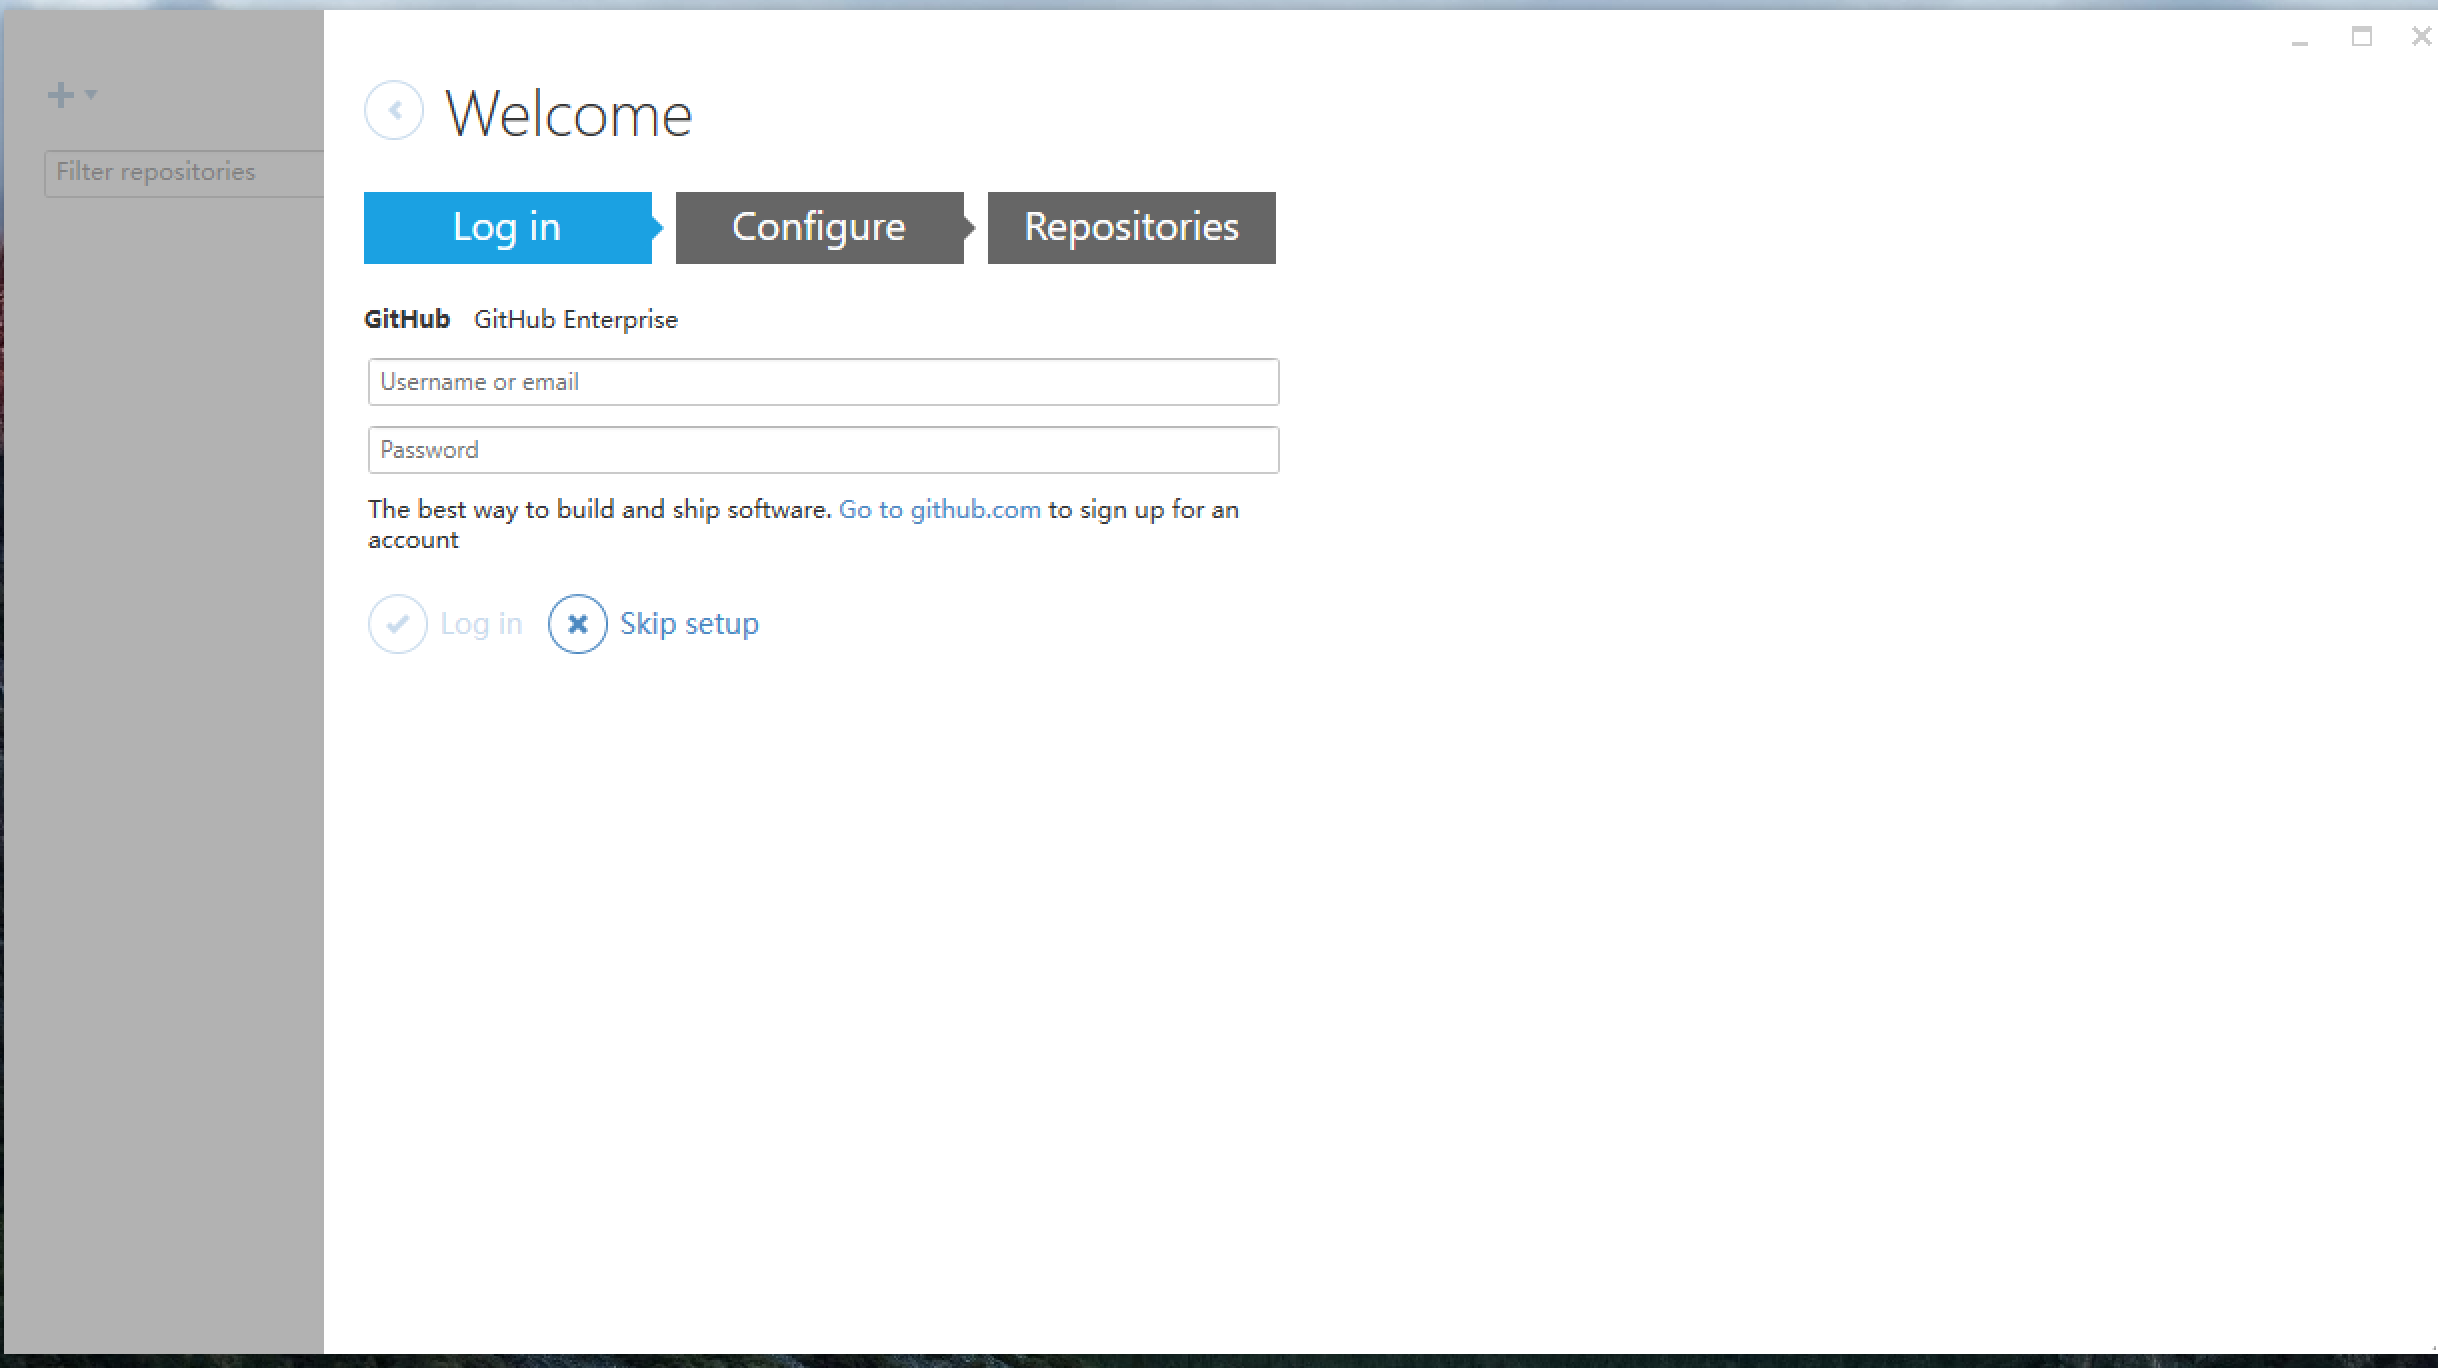 Filter repositories
Welcome
Log in
Configure
Repositories
GitHub GitHub Enterprise
Username or email
Password
The best way to build and ship software. Go to github.com to sign up for an
account
Log in
Skip setup